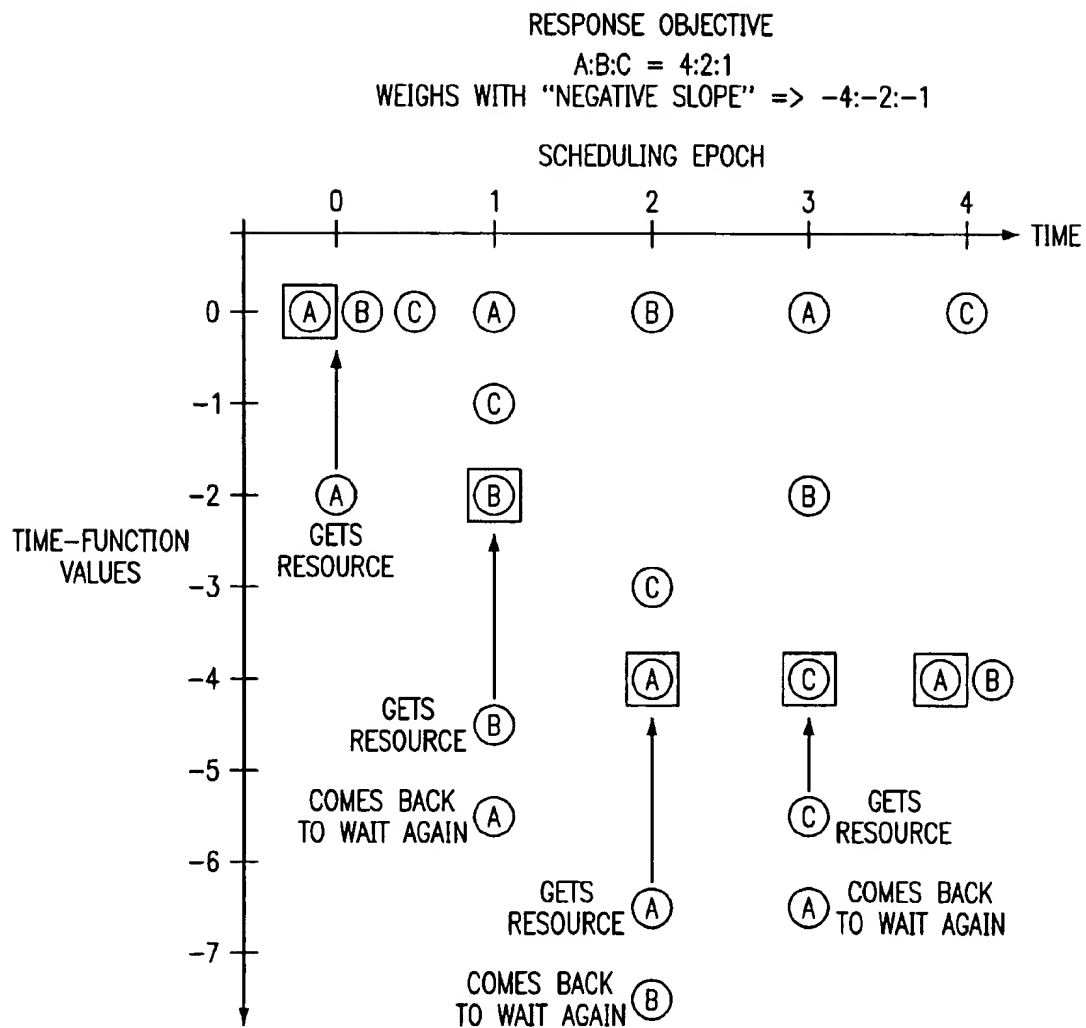 RESPONSE OBJECTIVE
A:B:C = 4:2:1
WEIGHS WITH "NEGATIVE SLOPE" => -4:-2:-1
SCHEDULING EPOCH
0 1 2 3 4
TIME
0 A B C A B A C
-1 C
-2 A B B
TIME-FUNCTION
VALUES
GETS
RESOURCE
-3 C
-4 A C A B
GETS
RESOURCE B
-5
COMES BACK
TO WAIT AGAIN A
C GETS
RESOURCE
-6
GETS
RESOURCE A
A COMES BACK
TO WAIT AGAIN
-7
COMES BACK
TO WAIT AGAIN B